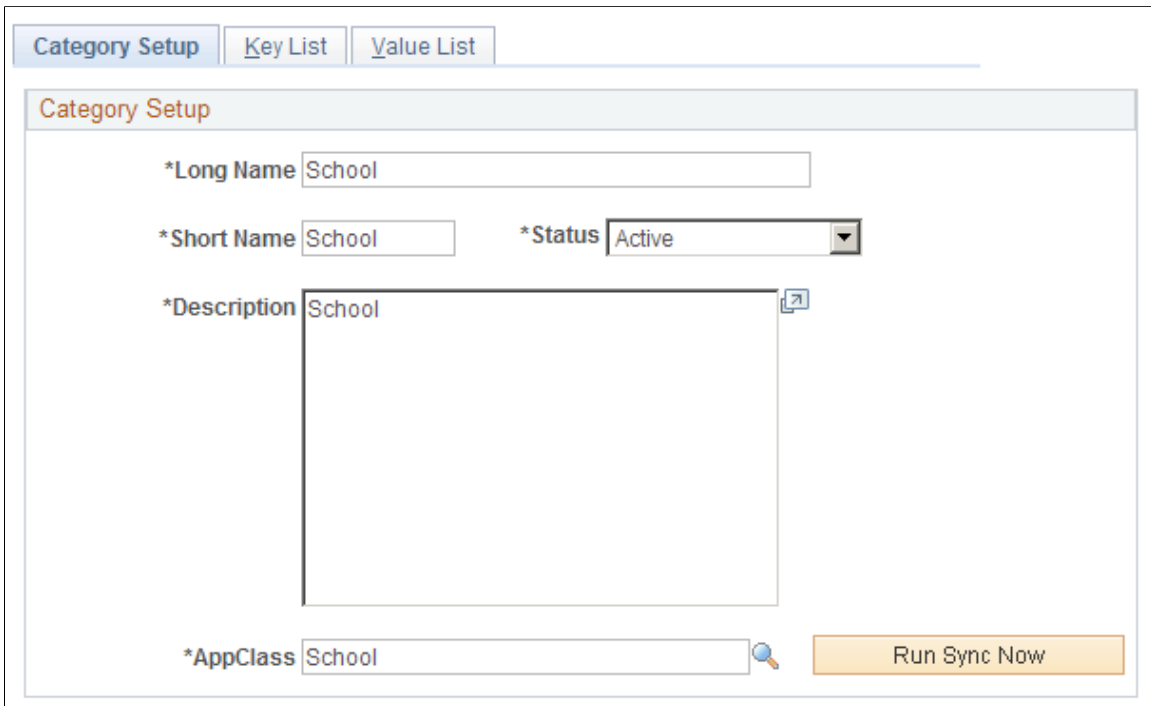 Category Setup Key List Value List
Category Setup
*Long Name School
*Short Name School *Status Active
*Description School
*AppClass School Run Sync Now